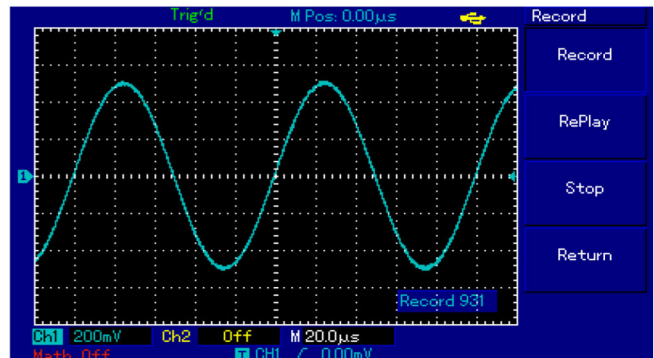 Trig'd M Pos: 0.00µs Record
Record
RePlay
1
Stop
Return
Record 931
Ch1 200mV Ch2 Off M 20.0µs
Math Off T CH1 / 0.00mV